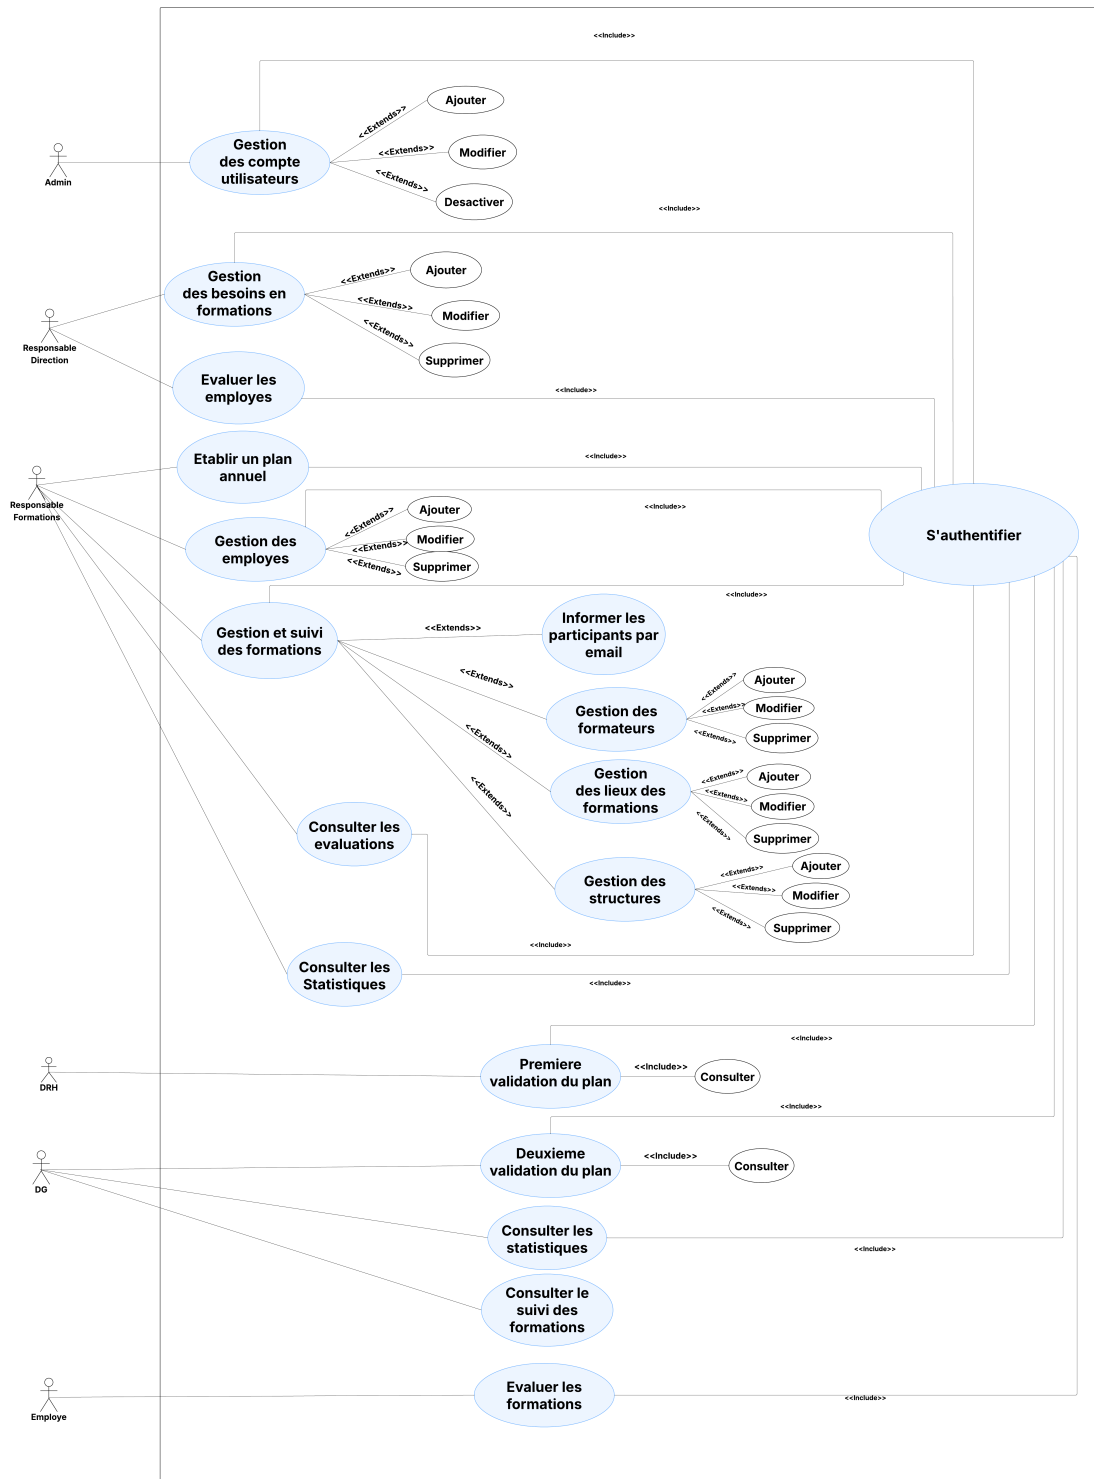 <<Include>>
<<Extends>>
Ajouter
Gestion
des compte
utilisateurs
<<Extends>>
Modifier
Admin
<<Extends>>
Desactiver
<<Include>>
Gestion
des besoins en
formations
<<Extends>>
Ajouter
<<Extends>>
Modifier
Responsable
Direction
<<Extends>>
Supprimer
Evaluer les
employes
<<Include>>
Etablir un plan
annuel
<<Include>>
Responsable
Formations
<<Include>>
Gestion des
employes
<<Extends>>
Ajouter
<<Extends>>
Modifier
<<Extends>>
Supprimer
S'authentifier
<<Include>>
Gestion et suivi
des formations
<<Extends>>
Informer les
participants par
email
<<Extends>>
Gestion des
formateurs
<<Extends>>
Ajouter
<<Extends>>
Modifier
<<Extends>>
Supprimer
<<Extends>>
Gestion
des lieux des
formations
<<Extends>>
Ajouter
<<Extends>>
Modifier
<<Extends>>
Supprimer
<<Extends>>
Consulter les
evaluations
Gestion des
structures
<<Extends>>
Ajouter
<<Extends>>
Modifier
<<Extends>>
Supprimer
<<Include>>
Consulter les
Statistiques
<<Include>>
<<Include>>
DRH
Premiere
validation du plan
<<Include>>
Consulter
<<Include>>
DG
Deuxieme
validation du plan
<<Include>>
Consulter
Consulter les
statistiques
<<Include>>
Consulter le
suivi des
formations
Employe
Evaluer les
formations
<<Include>>